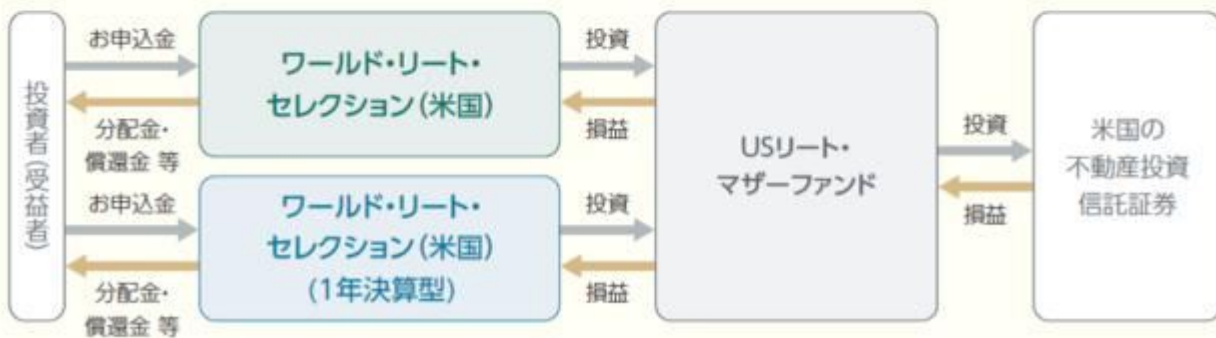 投資者(受益者)
お申込金
分配金・
償還金 等
ワールド・リート・
セレクション(米国)
投資
損益
お申込金
分配金・
償還金 等
ワールド・リート・
セレクション(米国)
(1年決算型)
投資
損益
USリート・
マザーファンド
投資
損益
米国の
不動産投資
信託証券